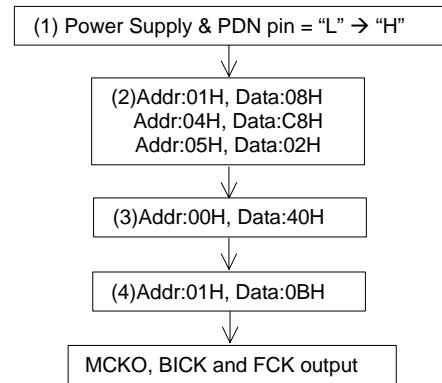 (1) Power Supply & PDN pin = “L” → “H”
(2)Addr:01H, Data:08H
Addr:04H, Data:C8H
Addr:05H, Data:02H
(3)Addr:00H, Data:40H
(4)Addr:01H, Data:0BH
MCKO, BICK and FCK output